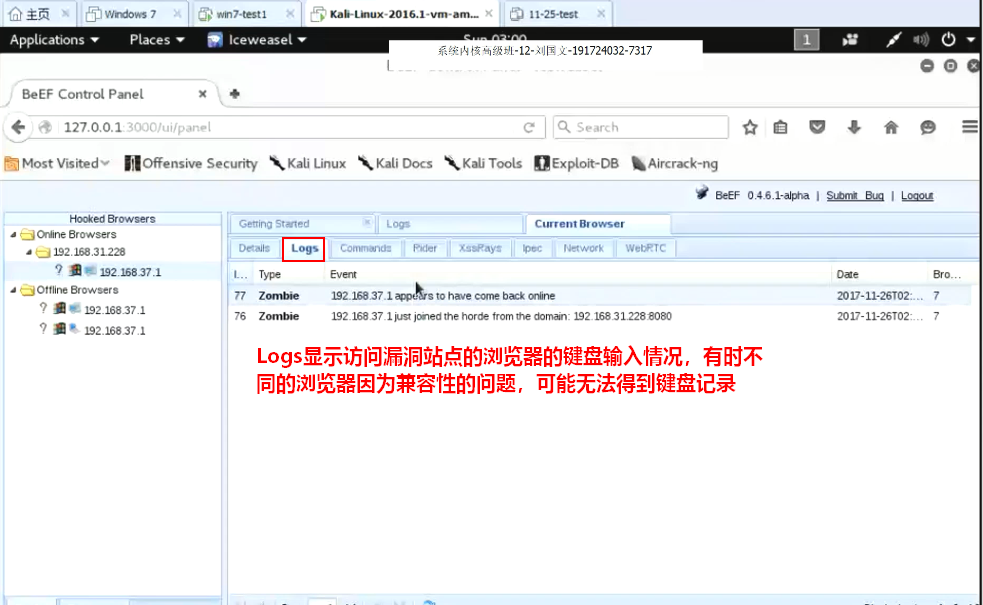 主页
Windows 7
win7-test1
Kali-Linux-2016.1-vm-am...
11-25-test
Applications
Places
Iceweasel
Sun 03:00
1
系统内核高级班-12-刘国文-191724032-7317
BeEF Control Panel
127.0.0.1:3000/ui/panel
Search
Most Visited
Offensive Security
Kali Linux
Kali Docs
Kali Tools
Exploit-DB
Aircrack-ng
BeEF 0.4.6.1-alpha | Submit Bug | Logout
Hooked Browsers
Online Browsers
192.168.31.228
? 192.168.37.1
Offline Browsers
? 192.168.37.1
? 192.168.37.1
Getting Started
Logs
Current Browser
Details
Logs
Commands
Rider
XssRays
Ipec
Network
WebRTC
I... Type Event Date Bro...
77 Zombie 192.168.37.1 appears to have come back online 2017-11-26T02:... 7
76 Zombie 192.168.37.1 just joined the horde from the domain: 192.168.31.228:8080 2017-11-26T02:... 7
Logs显示访问漏洞站点的浏览器的键盘输入情况，有时不
同的浏览器因为兼容性的问题，可能无法得到键盘记录